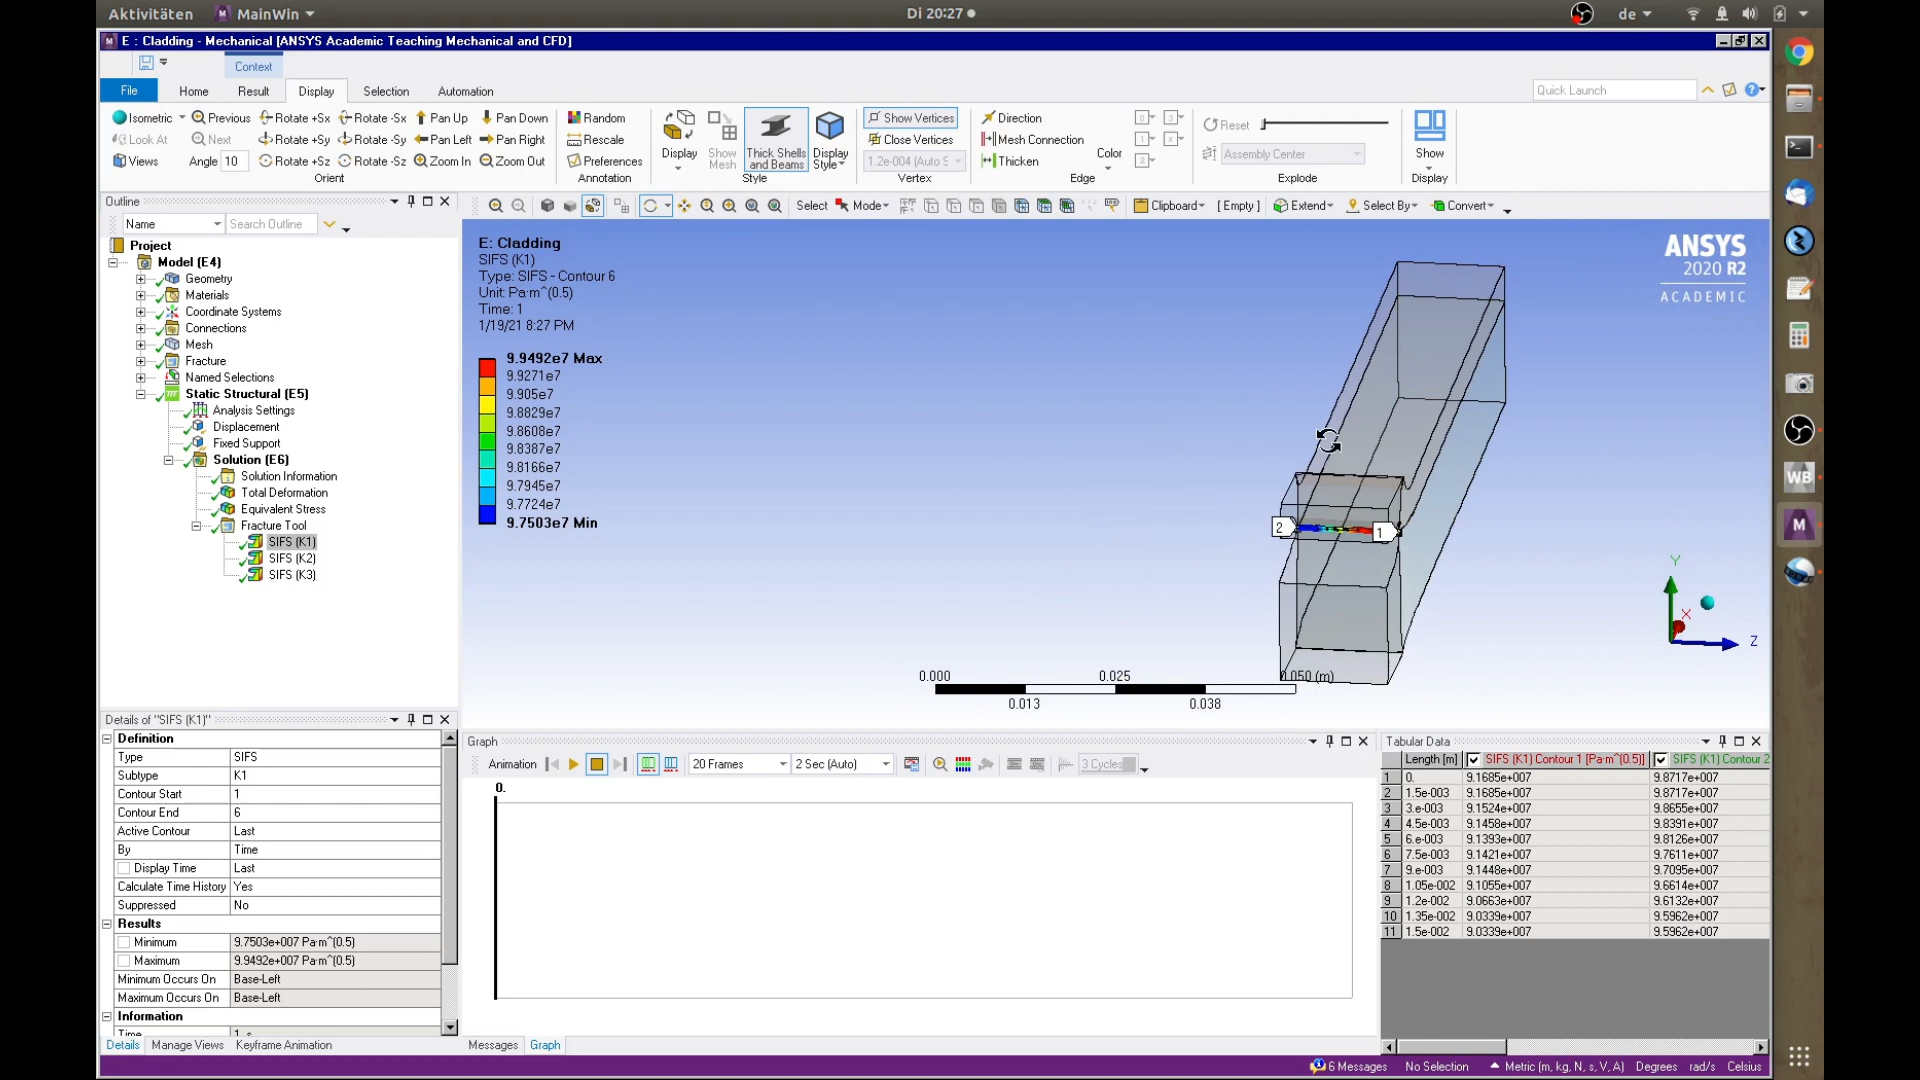 Aktivitäten MainWin Di 20:27 de
E : Cladding - Mechanical [ANSYS Academic Teaching Mechanical and CFD]
Context
File Home Result Display Selection Automation Quick Launch
Isometric Previous Rotate +Sx Rotate -Sx Pan Up Pan Down Random Show Vertices Direction Reset
Look At Next Rotate +Sy Rotate -Sy Pan Left Pan Right Rescale Close Vertices Mesh Connection
Views Angle 10 Rotate +Sz Rotate -Sz Zoom In Zoom Out Preferences Display Show Mesh Thick Shells and Beams Display Style 1.2e-004 (Auto S Thicken Color Assembly Center Show
Orient Annotation Style Vertex Edge Explode Display
Outline
Name Search Outline
Select Mode Clipboard [ Empty ] Extend Select By Convert
Project
Model (E4)
Geometry
Materials
Coordinate Systems
Connections
Mesh
Fracture
Named Selections
Static Structural (E5)
Analysis Settings
Displacement
Fixed Support
Solution (E6)
Solution Information
Total Deformation
Equivalent Stress
Fracture Tool
SIFS (K1)
SIFS (K2)
SIFS (K3)
E: Cladding
SIFS (K1)
Type: SIFS - Contour 6
Unit: Pa·m^(0.5)
Time: 1
1/19/21 8:27 PM
9.9492e7 Max
9.9271e7
9.905e7
9.8829e7
9.8608e7
9.8387e7
9.8166e7
9.7945e7
9.7724e7
9.7503e7 Min
ANSYS
2020 R2
ACADEMIC
2 1
Y
X
Z
0.000 0.025 0.050 (m)
0.013 0.038
Details of "SIFS (K1)"
Definition
Type SIFS
Subtype K1
Contour Start 1
Contour End 6
Active Contour Last
By Time
Display Time Last
Calculate Time History Yes
Suppressed No
Results
Minimum 9.7503e+007 Pa·m^(0.5)
Maximum 9.9492e+007 Pa·m^(0.5)
Minimum Occurs On Base-Left
Maximum Occurs On Base-Left
Information
Time 1. s
Details Manage Views Keyframe Animation
Graph
Animation 20 Frames 2 Sec (Auto) 3 Cycles
0.
Messages Graph
Tabular Data
Length [m] SIFS (K1) Contour 1 [Pa·m^(0.5)] SIFS (K1) Contour 2
1 0. 9.1685e+007 9.8717e+007
2 1.5e-003 9.1685e+007 9.8717e+007
3 3.e-003 9.1524e+007 9.8655e+007
4 4.5e-003 9.1458e+007 9.8391e+007
5 6.e-003 9.1393e+007 9.8126e+007
6 7.5e-003 9.1421e+007 9.7611e+007
7 9.e-003 9.1448e+007 9.7095e+007
8 1.05e-002 9.1055e+007 9.6614e+007
9 1.2e-002 9.0663e+007 9.6132e+007
10 1.35e-002 9.0339e+007 9.5962e+007
11 1.5e-002 9.0339e+007 9.5962e+007
6 Messages No Selection Metric (m, kg, N, s, V, A) Degrees rad/s Celsius
WB
M